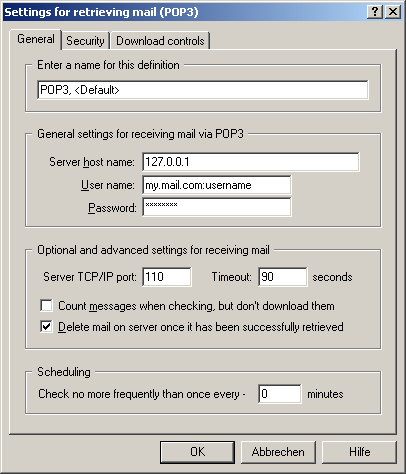 Settings for retrieving mail (POP3)
General Security Download controls
Enter a name for this definition
POP3, <Default>
General settings for receiving mail via POP3
Server host name: 127.0.0.1
User name: my.mail.com:username
Password: ********
Optional and advanced settings for receiving mail
Server TCP/IP port: 110 Timeout: 90 seconds
Count messages when checking, but don't download them
Delete mail on server once it has been successfully retrieved
Scheduling
Check no more frequently than once every - 0 minutes
OK Abbrechen Hilfe